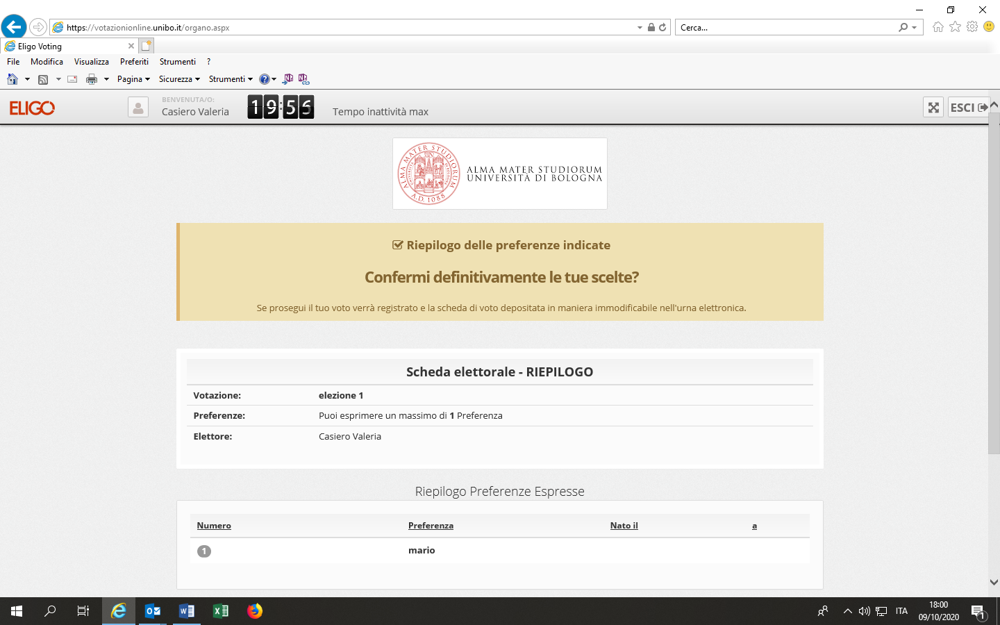 https://votazionionline.unibo.it/organo.aspx
Cerca...
Eligo Voting
File Modifica Visualizza Preferiti Strumenti ?
Pagina Sicurezza Strumenti
ELIGO
BENVENUTA/O:
Casiero Valeria
19:56
Tempo inattività max
ESCI
ALMA MATER STUDIORUM
A.D. 1088
ALMA MATER STUDIORUM
UNIVERSITÀ DI BOLOGNA
Riepilogo delle preferenze indicate
Confermi definitivamente le tue scelte?
Se prosegui il tuo voto verrà registrato e la scheda di voto depositata in maniera immodificabile nell'urna elettronica.
Scheda elettorale - RIEPILOGO
Votazione: elezione 1
Preferenze: Puoi esprimere un massimo di 1 Preferenza
Elettore: Casiero Valeria
Riepilogo Preferenze Espresse
Numero Preferenza Nato il a
1 mario
ITA
18:00
09/10/2020
1